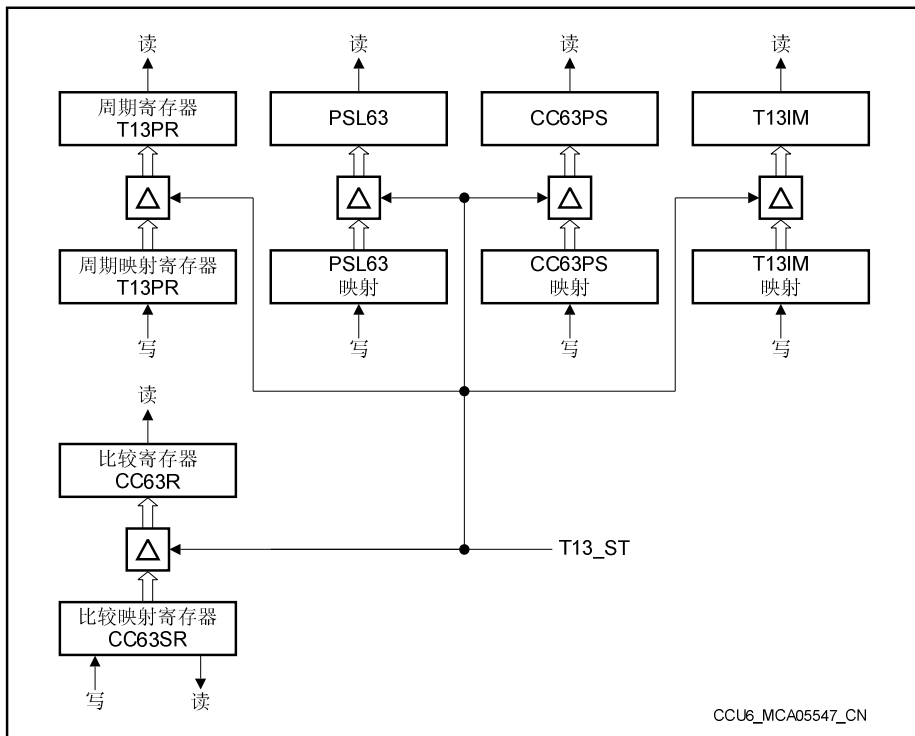 读 读 读 读
周期寄存器
T13PR
PSL63
CC63PS
T13IM
周期映射寄存器
T13PR
PSL63
映射
CC63PS
映射
T13IM
映射
写 写 写 写
读
比较寄存器
CC63R
T13_ST
比较映射寄存器
CC63SR
写 读
CCU6_MCA05547_CN